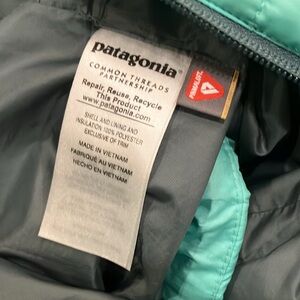 patagonia
COMMON THREADS
PARTNERSHIP
Repair, Reuse, Recycle
This Product
www.patagonia.com
SHELL AND LINING AND
INSULATION 100% POLYESTER
EXCLUSIVE OF TRIM
MADE IN VIETNAM
FABRIQUÉ AU VIETNAM
HECHO EN VIETNAM
PRIMALOFT